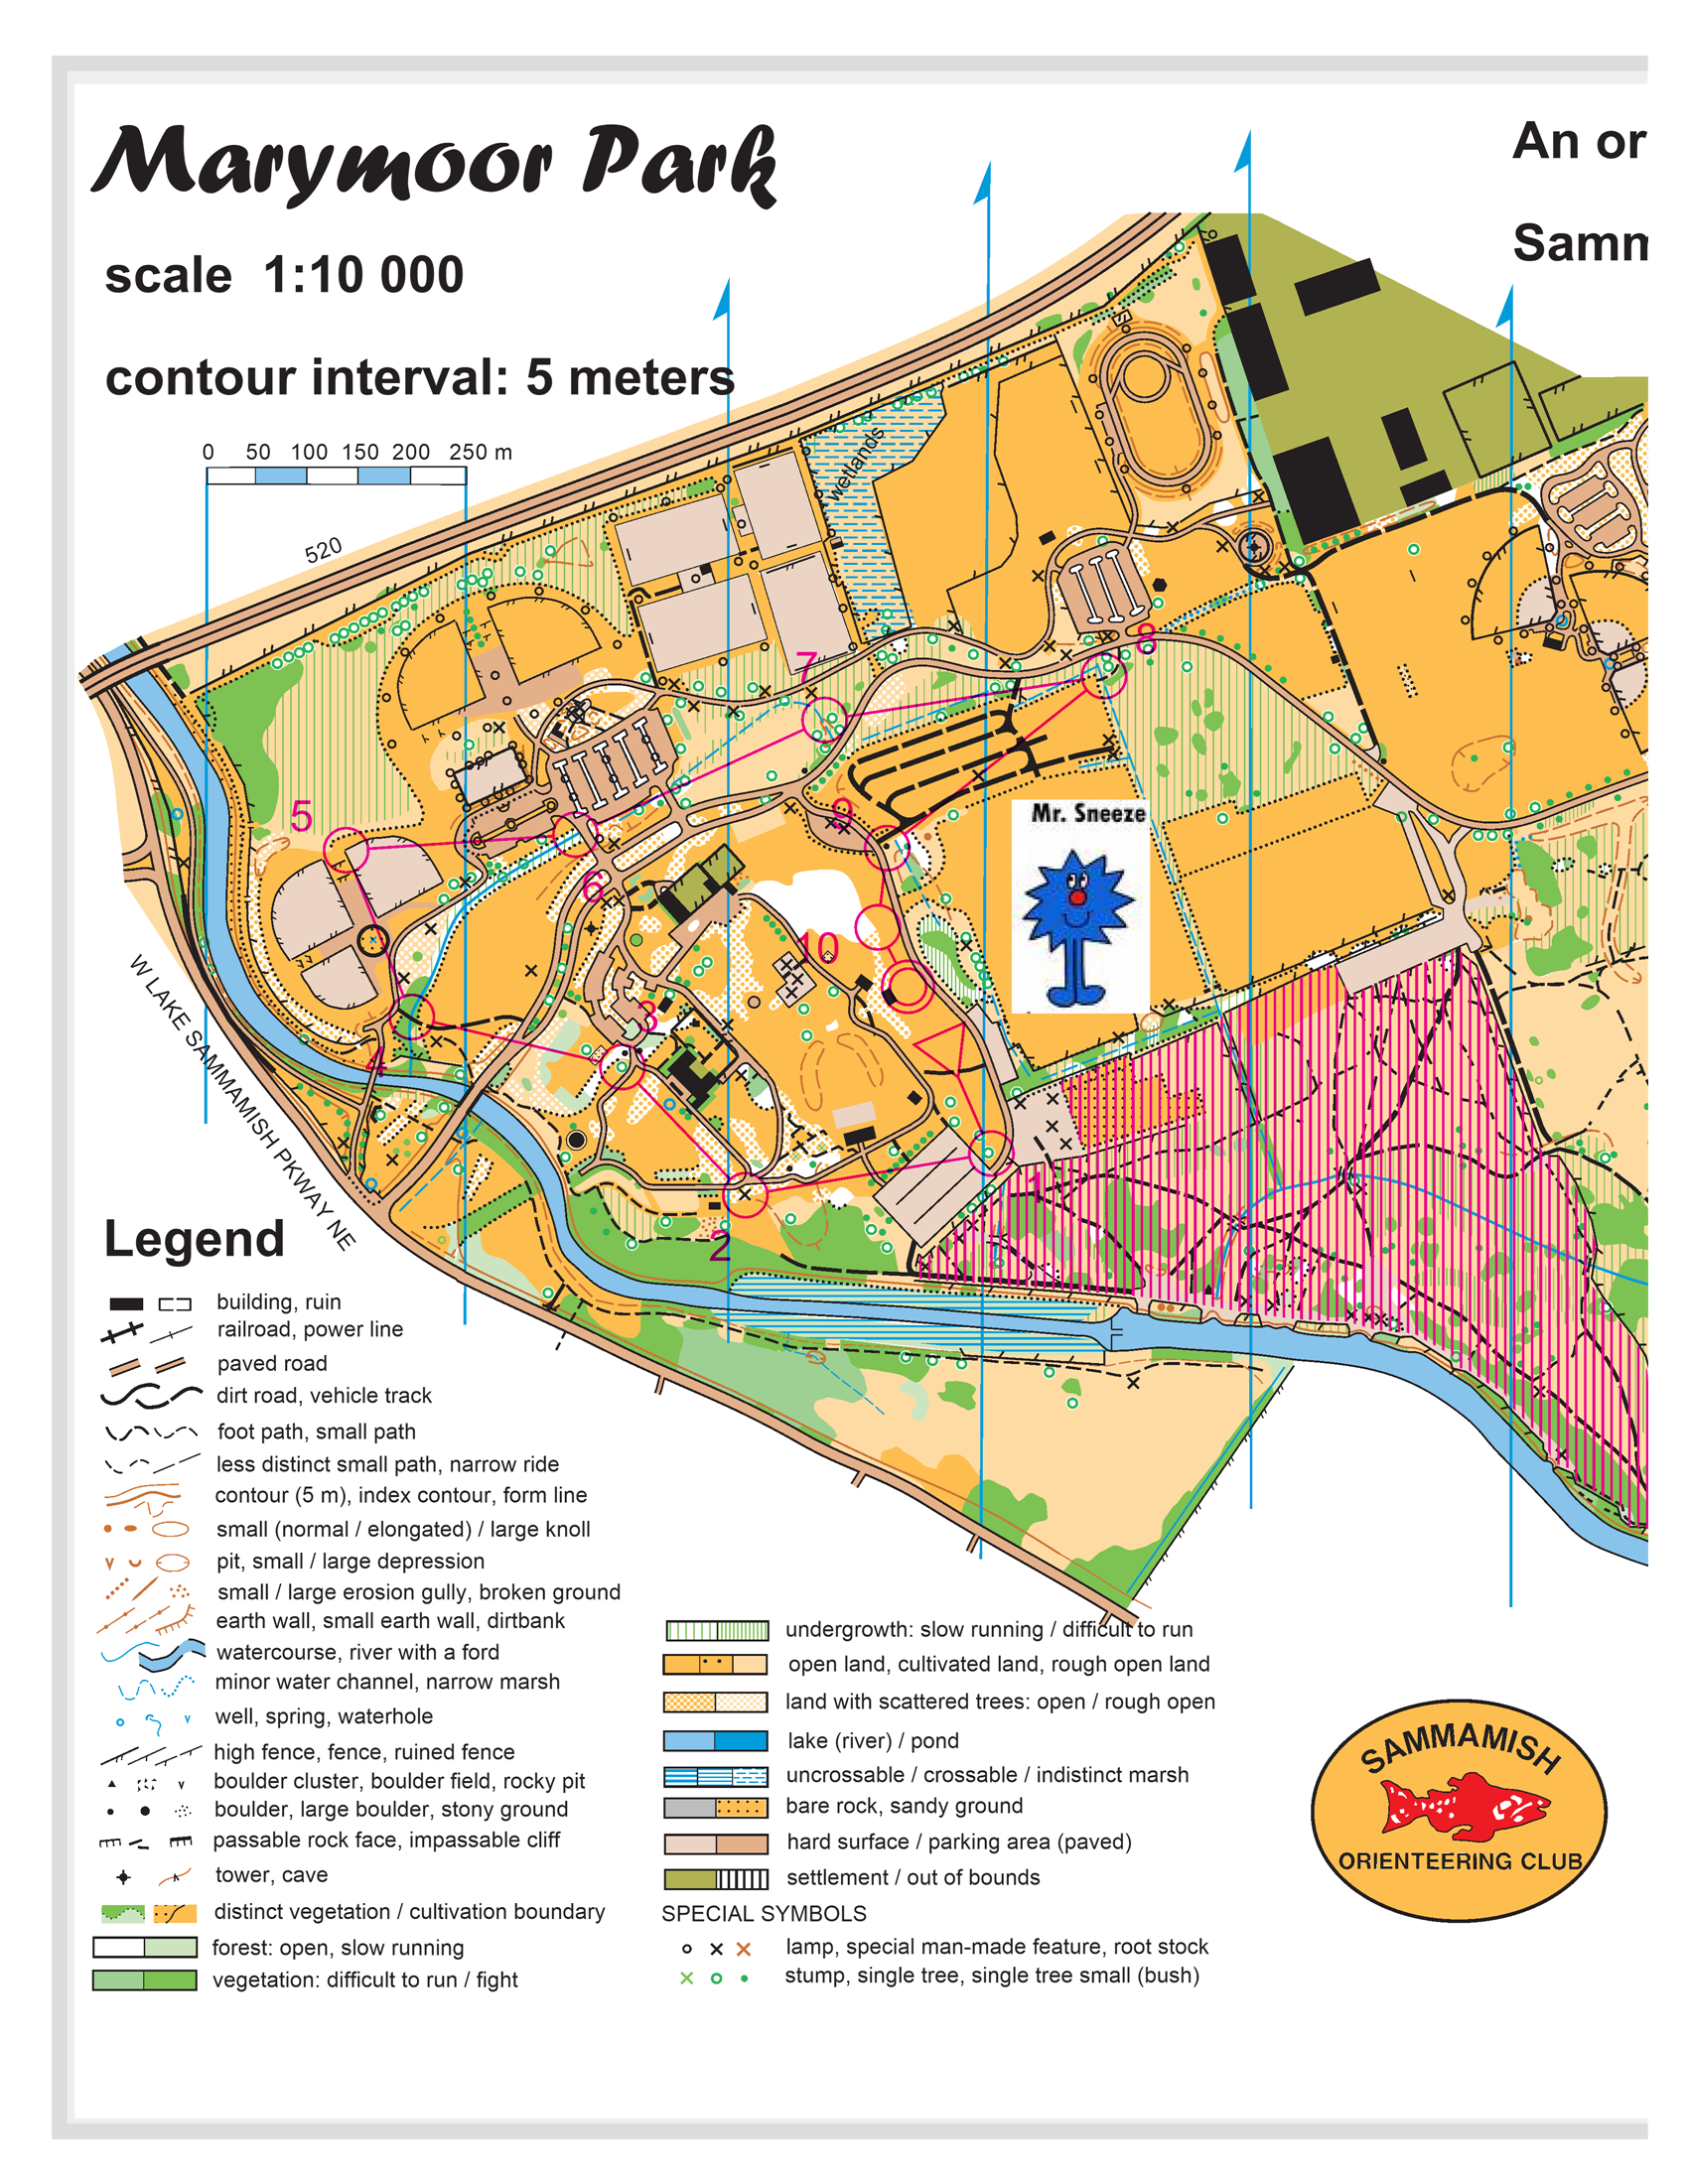 Marymoor Park
An or
scale 1:10 000
Samm
contour interval: 5 meters
0 50 100 150 200 250 m
520
wetlands
W LAKE SAMMAMISH PKWAY NE
Mr. Sneeze
1
2
3
4
5
6
7
8
9
10
Legend
building, ruin
railroad, power line
paved road
dirt road, vehicle track
foot path, small path
less distinct small path, narrow ride
contour (5 m), index contour, form line
small (normal / elongated) / large knoll
pit, small / large depression
small / large erosion gully, broken ground
earth wall, small earth wall, dirtbank
watercourse, river with a ford
minor water channel, narrow marsh
well, spring, waterhole
high fence, fence, ruined fence
boulder cluster, boulder field, rocky pit
boulder, large boulder, stony ground
passable rock face, impassable cliff
tower, cave
distinct vegetation / cultivation boundary
forest: open, slow running
vegetation: difficult to run / fight
undergrowth: slow running / difficult to run
open land, cultivated land, rough open land
land with scattered trees: open / rough open
lake (river) / pond
uncrossable / crossable / indistinct marsh
bare rock, sandy ground
hard surface / parking area (paved)
settlement / out of bounds
SPECIAL SYMBOLS
lamp, special man-made feature, root stock
stump, single tree, single tree small (bush)
SAMMAMISH
ORIENTEERING CLUB